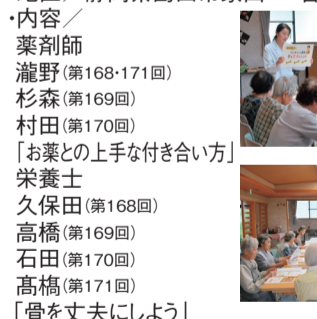 ・内容／
薬剤師
瀧野(第168・171回)
杉森(第169回)
村田(第170回)
「お薬との上手な付き合い方」
栄養士
久保田(第168回)
高橋(第169回)
石田(第170回)
髙橋(第171回)
「骨を丈夫にしよう」